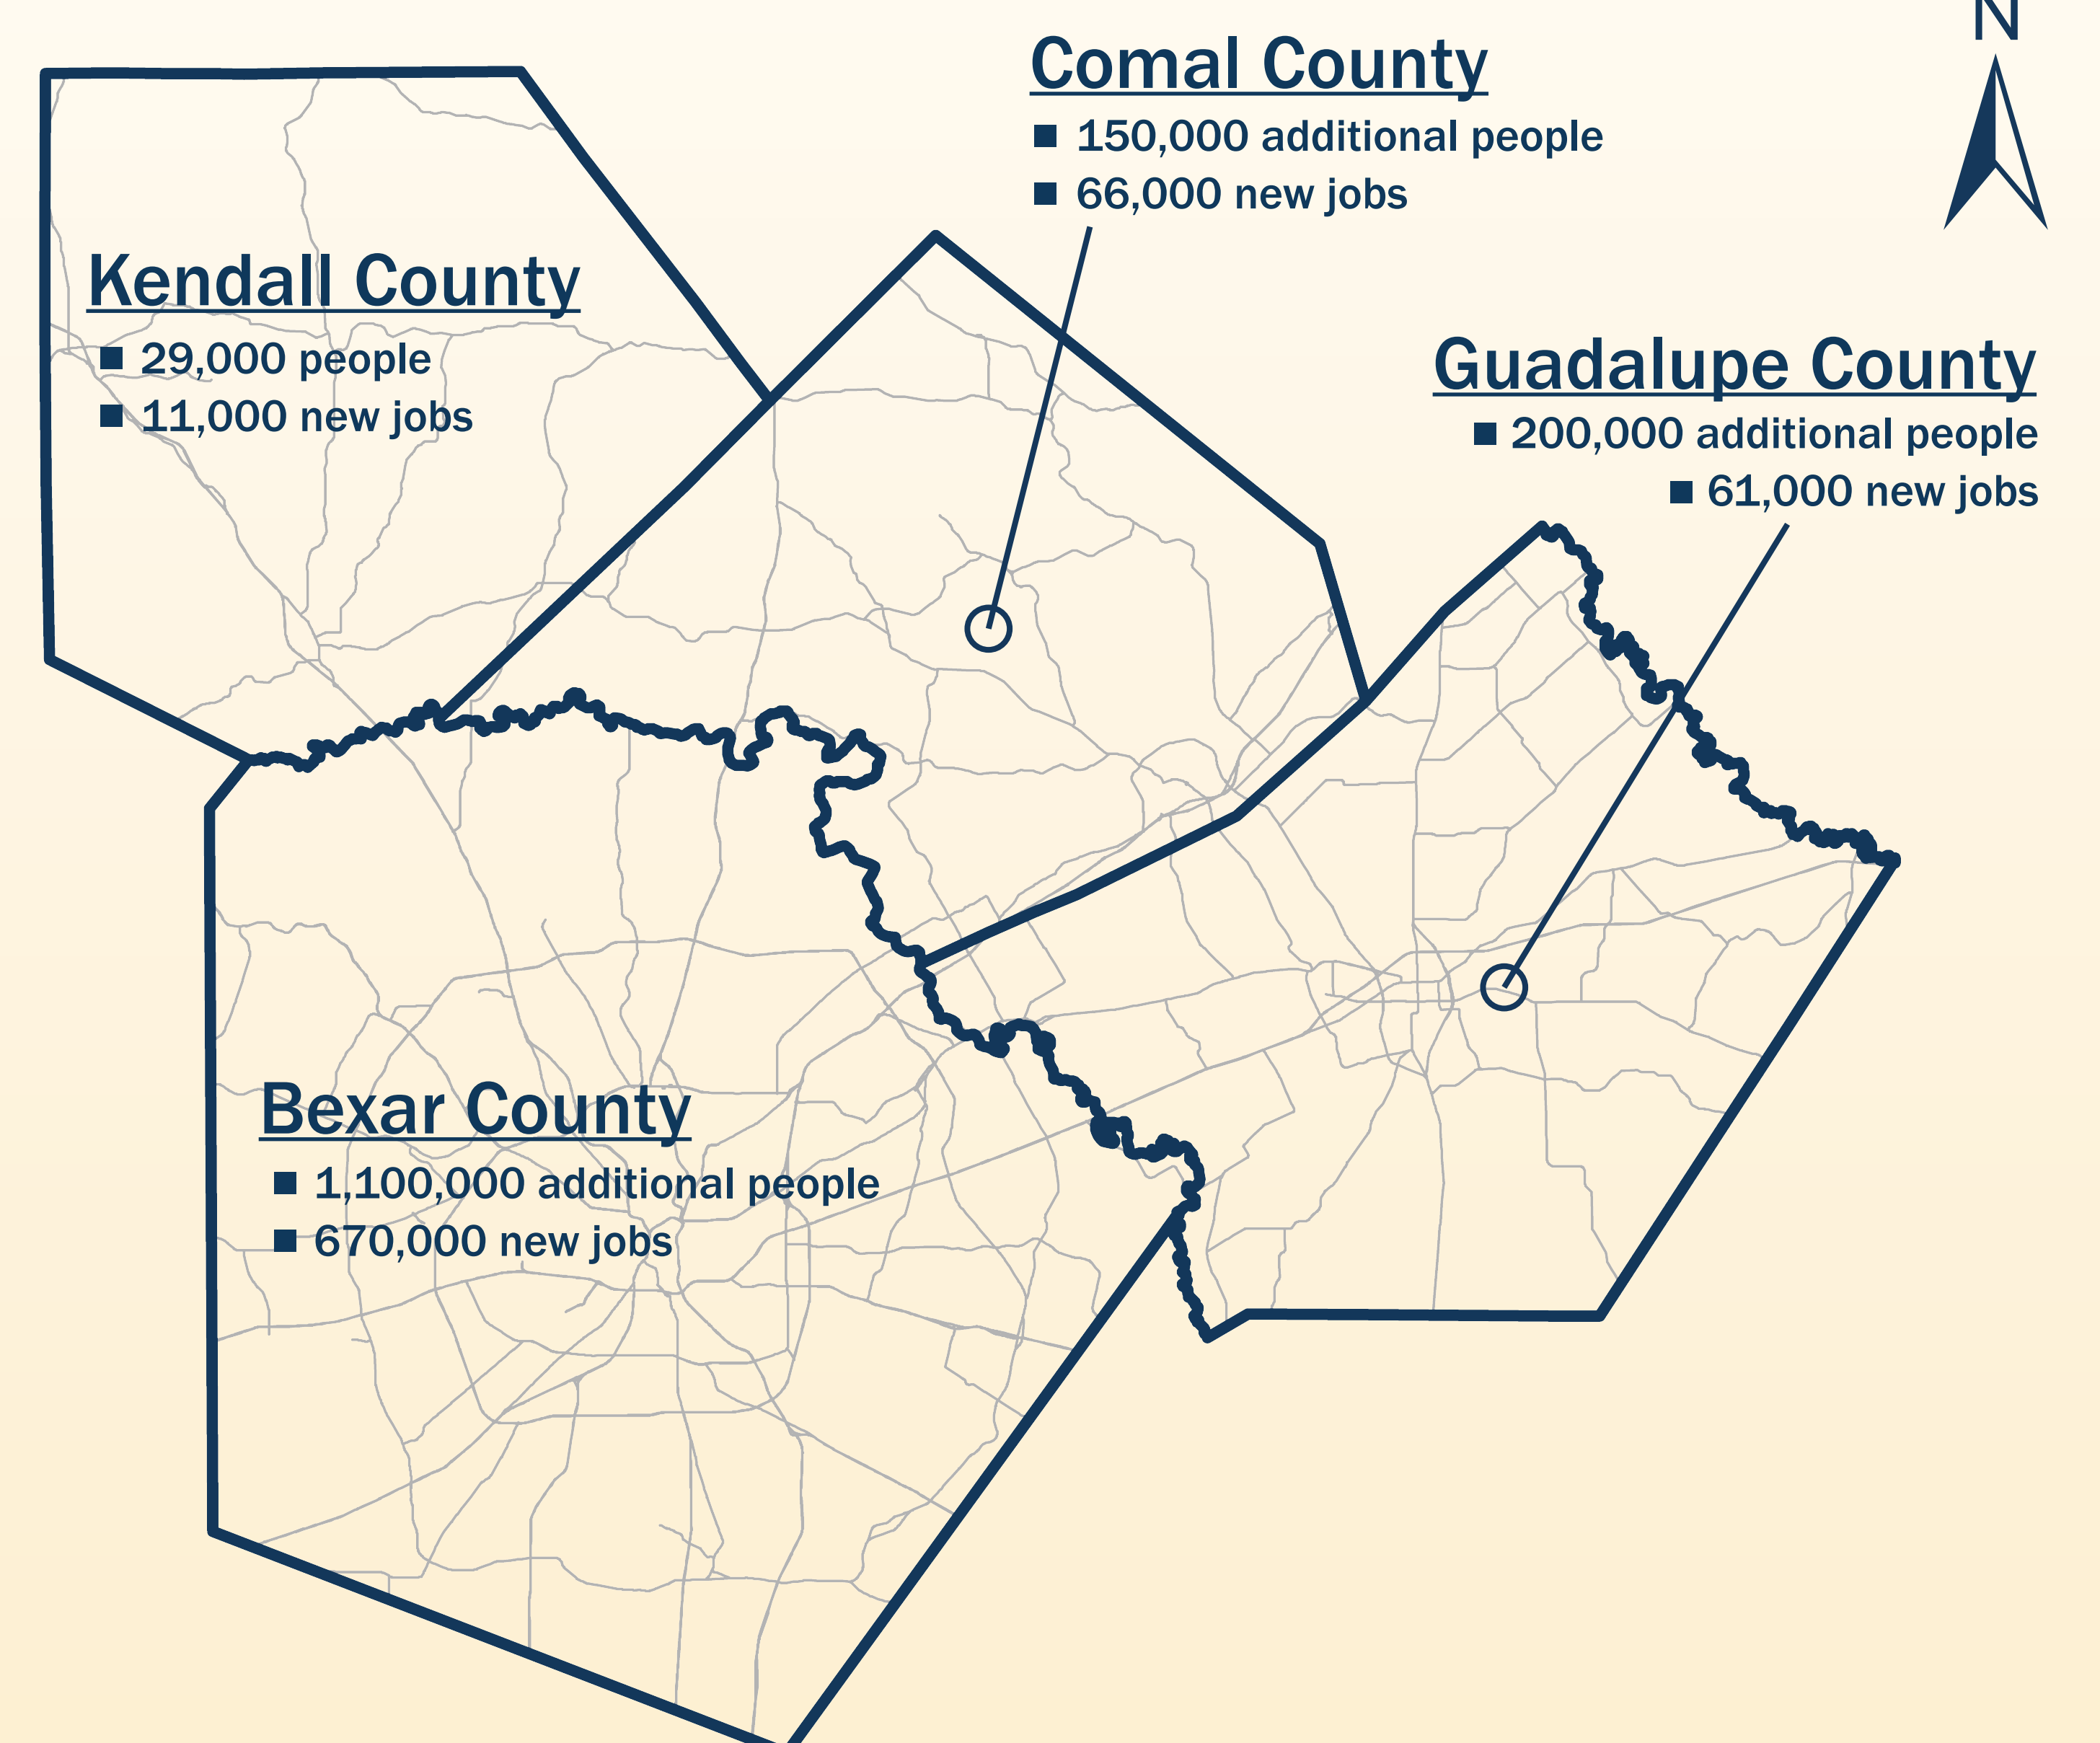 N
Comal County
■ 150,000 additional people
■ 66,000 new jobs
Kendall County
■ 29,000 people
■ 11,000 new jobs
Guadalupe County
■ 200,000 additional people
■ 61,000 new jobs
Bexar County
■ 1,100,000 additional people
■ 670,000 new jobs